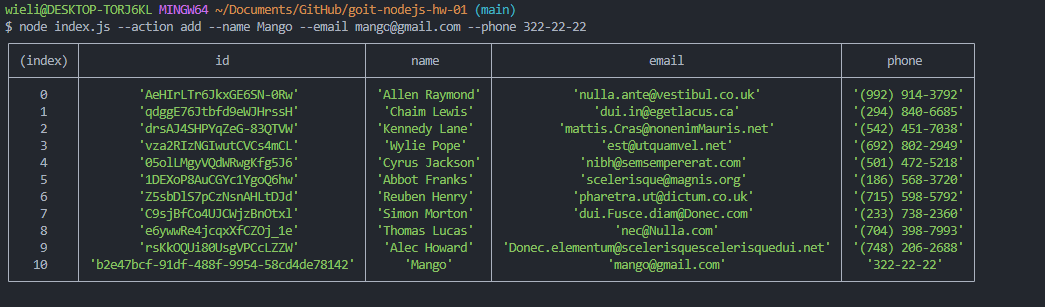 wieli@DESKTOP-TORJ6KL MINGW64 ~/Documents/GitHub/goit-nodejs-hw-01 (main)
$ node index.js --action add --name Mango --email mango@gmail.com --phone 322-22-22
(index) id name email phone
0 'AeHIrLTr6JkxGE6SN-0Rw' 'Allen Raymond' 'nulla.ante@vestibul.co.uk' '(992) 914-3792'
1 'qdggE76Jtbfd9eWJHrssH' 'Chaim Lewis' 'dui.in@egetlacus.ca' '(294) 840-6685'
2 'drsAJ4SHPYqZeG-83QTVW' 'Kennedy Lane' 'mattis.Cras@nonenimMauris.net' '(542) 451-7038'
3 'vza2RIzNGIwutCVCs4mCL' 'Wylie Pope' 'est@utquamvel.net' '(692) 802-2949'
4 '05olLMgyVQdWRwgKfg5J6' 'Cyrus Jackson' 'nibh@semsempererat.com' '(501) 472-5218'
5 '1DEXoP8AuCGYc1YgoQ6hw' 'Abbot Franks' 'scelerisque@magnis.org' '(186) 568-3720'
6 'Z5sbDlS7pCzNsnAHLtDJd' 'Reuben Henry' 'pharetra.ut@dictum.co.uk' '(715) 598-5792'
7 'C9sjBfCo4UJCWjzBnOtxl' 'Simon Morton' 'dui.Fusce.diam@Donec.com' '(233) 738-2360'
8 'e6ywwRe4jcqxXfCZOj_1e' 'Thomas Lucas' 'nec@Nulla.com' '(704) 398-7993'
9 'rsKkOQUi80UsgVPCcLZZW' 'Alec Howard' 'Donec.elementum@scelerisquescelerisquedui.net' '(748) 206-2688'
10 'b2e47bcf-91df-488f-9954-58cd4de78142' 'Mango' 'mango@gmail.com' '322-22-22'